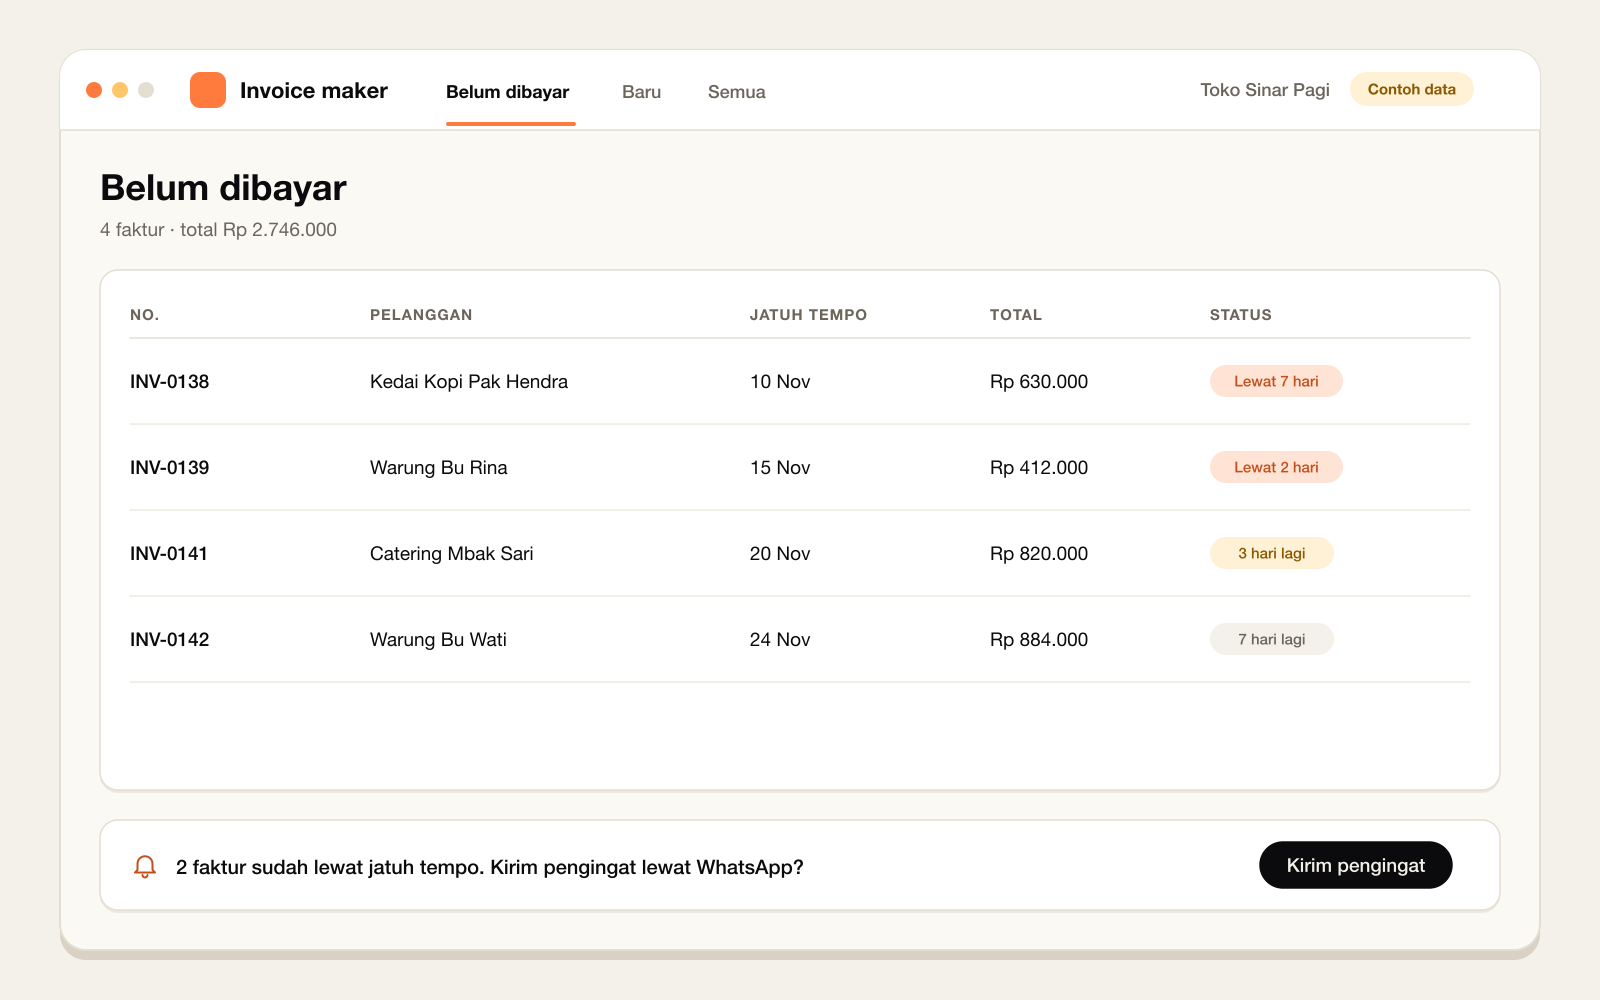 Invoice maker Belum dibayar Baru Semua Toko Sinar Pagi Contoh data
Belum dibayar
4 faktur · total Rp 2.746.000
NO. PELANGGAN JATUH TEMPO TOTAL STATUS
INV-0138 Kedai Kopi Pak Hendra 10 Nov Rp 630.000 Lewat 7 hari
INV-0139 Warung Bu Rina 15 Nov Rp 412.000 Lewat 2 hari
INV-0141 Catering Mbak Sari 20 Nov Rp 820.000 3 hari lagi
INV-0142 Warung Bu Wati 24 Nov Rp 884.000 7 hari lagi
2 faktur sudah lewat jatuh tempo. Kirim pengingat lewat WhatsApp? Kirim pengingat